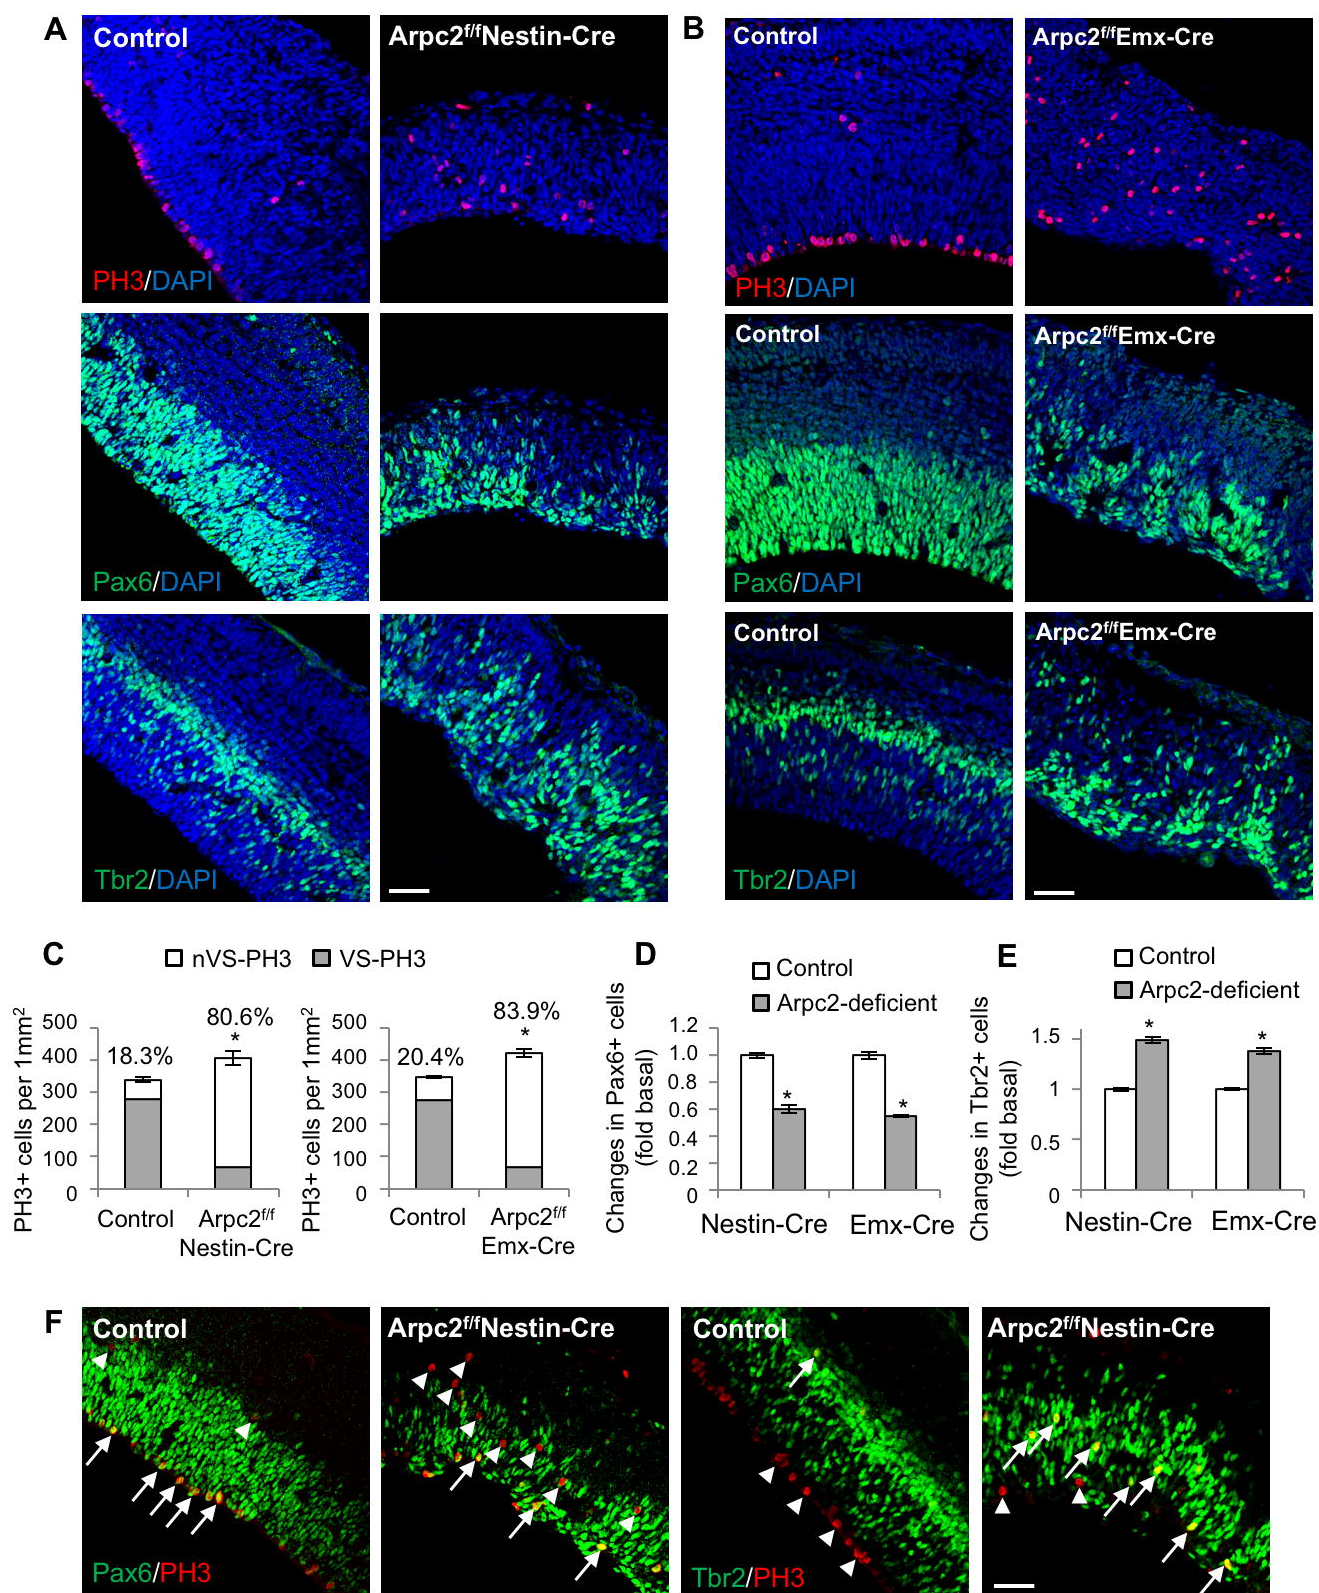 A
Control
Arpc2f/fNestin-Cre
PH3/DAPI
Pax6/DAPI
Tbr2/DAPI
B
Control
Arpc2f/fEmx-Cre
PH3/DAPI
Control
Arpc2f/fEmx-Cre
Pax6/DAPI
Control
Arpc2f/fEmx-Cre
Tbr2/DAPI
C
nVS-PH3 VS-PH3
PH3+ cells per 1mm2
500
400
300
200
100
0
18.3%
80.6%
*
Control
Arpc2f/f
Nestin-Cre
PH3+ cells per 1mm2
500
400
300
200
100
0
20.4%
83.9%
*
Control
Arpc2f/f
Emx-Cre
D
Control
Arpc2-deficient
Changes in Pax6+ cells
(fold basal)
1.2
1.0
0.8
0.6
0.4
0.2
0
*
*
Nestin-Cre
Emx-Cre
E
Control
Arpc2-deficient
Changes in Tbr2+ cells
(fold basal)
1.5
1
0.5
0
*
*
Nestin-Cre
Emx-Cre
F
Control
Arpc2f/fNestin-Cre
Control
Arpc2f/fNestin-Cre
Pax6/PH3
Tbr2/PH3